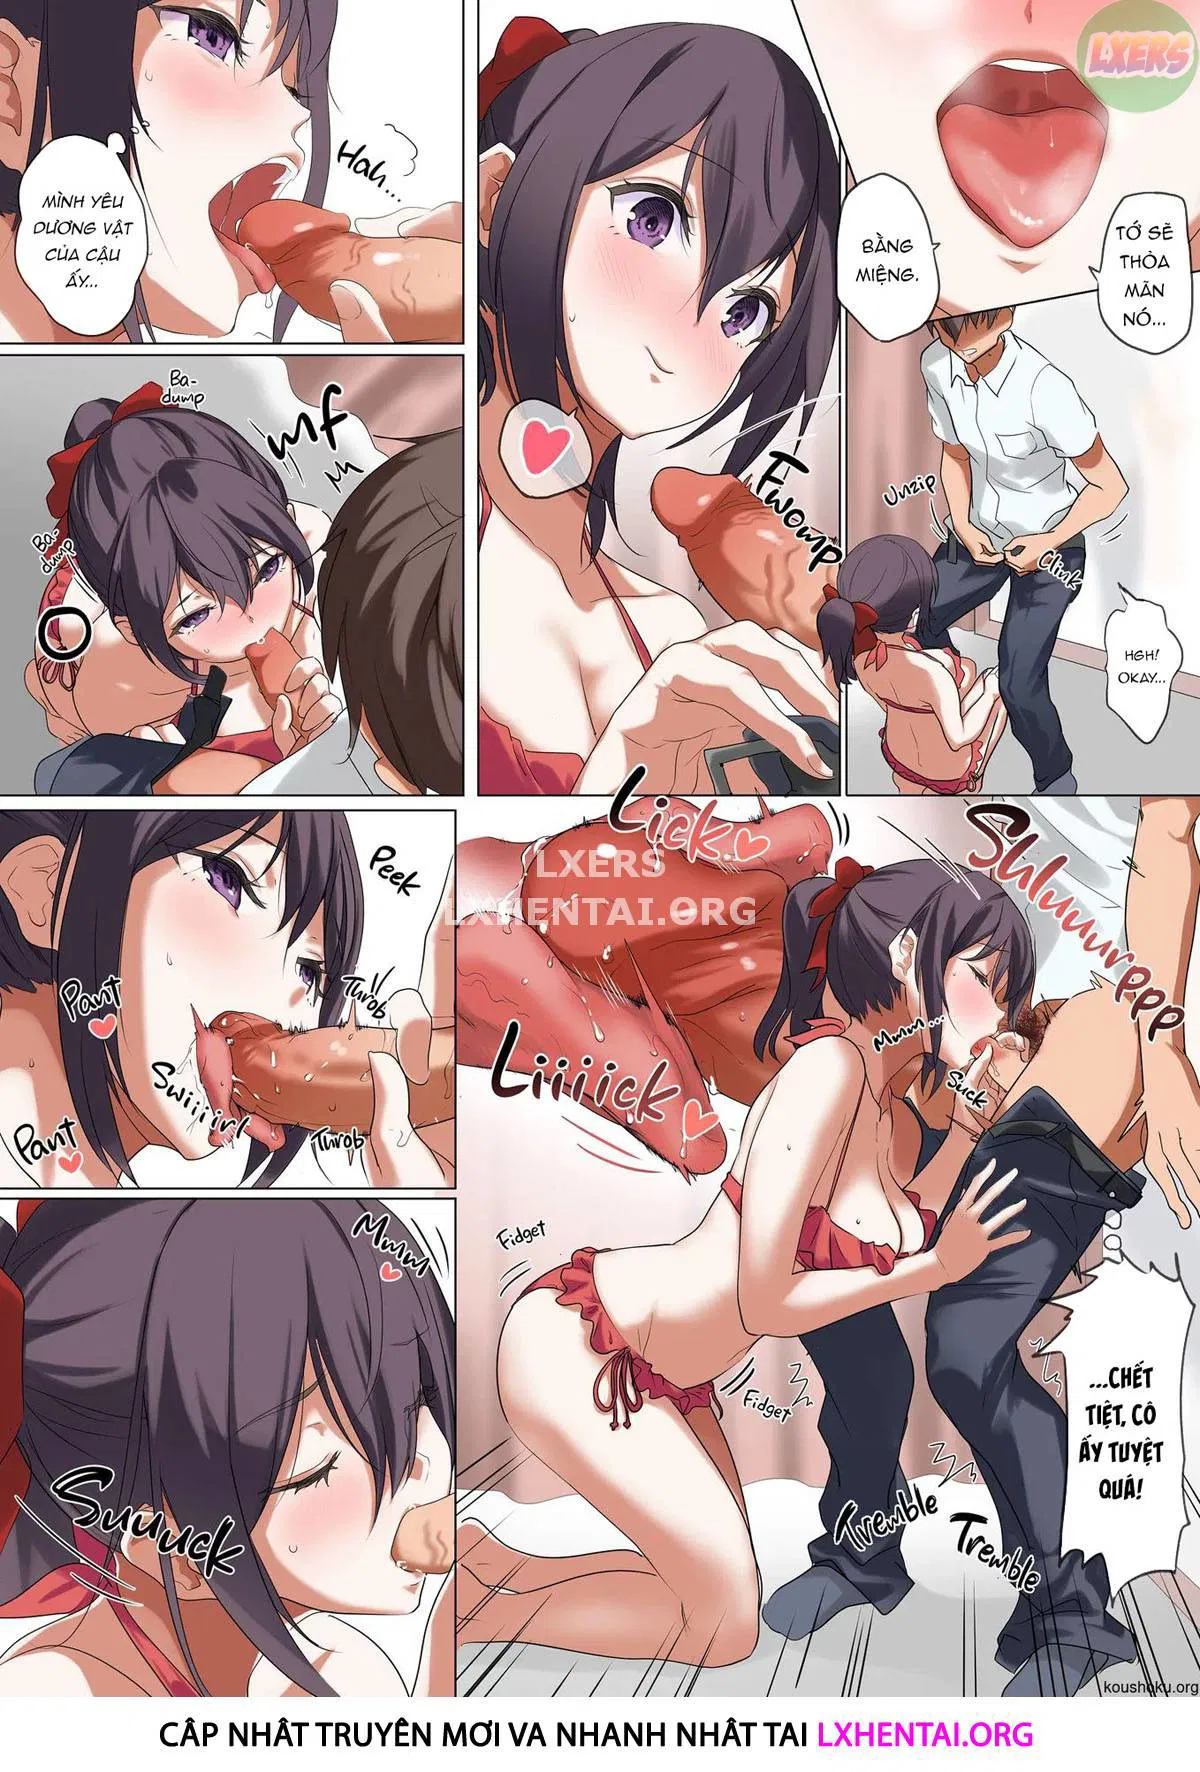 LXERS
TỚ SẼ
THỎA
MÃN
NÓ...
BẰNG
MIỆNG.
Unzip
Clink
HGH!
OKAY...
Fwomp
Hah...
MÌNH YÊU
DƯƠNG VẬT
CỦA CẬU
ẤY...
Ba-
dump
Ba-
dump
MF
Peek
Pant
Throb
Swiiiirl
Throb
Pant
Lick
Liiiick
LXERS
LXHENTAI.ORG
Shluuurppp
Mmm...
Suck
Fidget
Fidget
Tremble
Tremble
...CHẾT
TIỆT, CÔ
ẤY TUYỆT
QUÁ!
Mmm
Suuuck
koushoku.org
CẬP NHẬT TRUYỆN MỚI VÀ NHANH NHẤT TẠI LXHENTAI.ORG